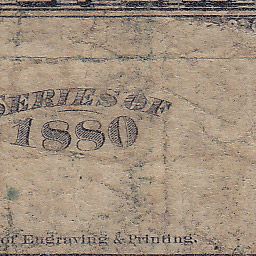 SERIES OF
1880
of Engraving & Printing.